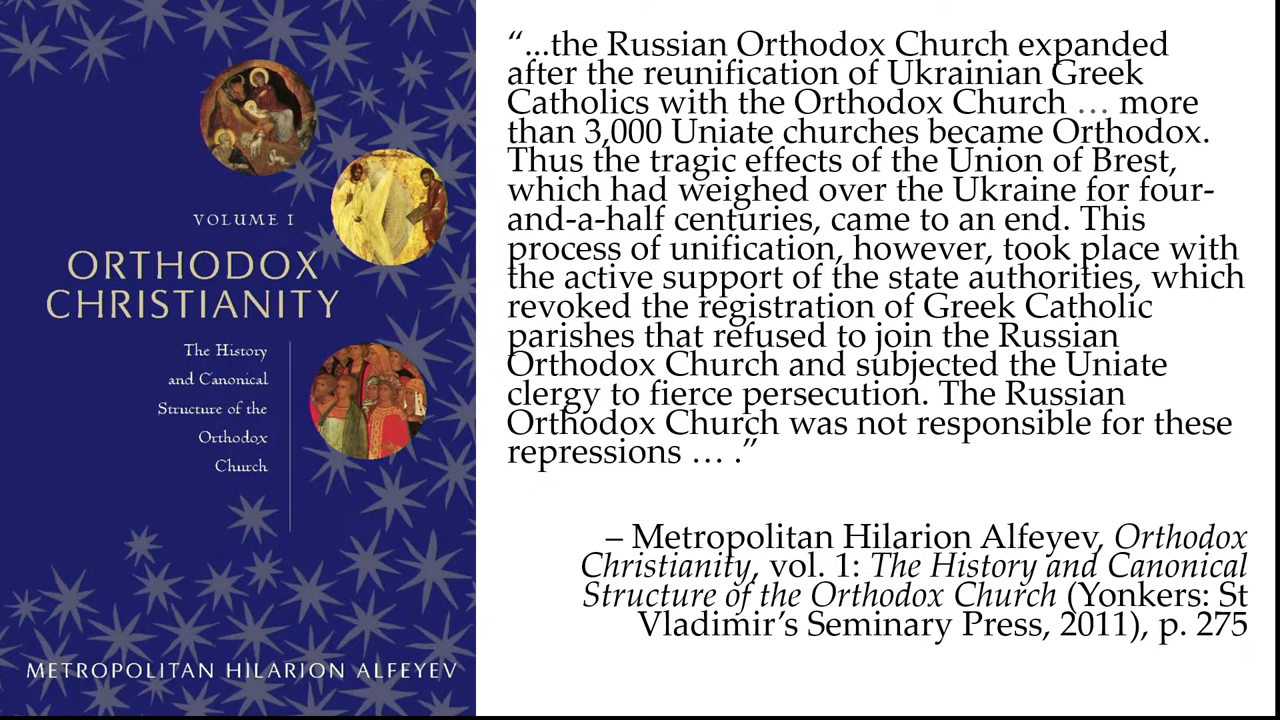 VOLUME I
ORTHODOX
CHRISTIANITY
The History
and Canonical
Structure of the
Orthodox
Church
METROPOLITAN HILARION ALFEYEV
“...the Russian Orthodox Church expanded
after the reunification of Ukrainian Greek
Catholics with the Orthodox Church … more
than 3,000 Uniate churches became Orthodox.
Thus the tragic effects of the Union of Brest,
which had weighed over the Ukraine for four-
and-a-half centuries, came to an end. This
process of unification, however, took place with
the active support of the state authorities, which
revoked the registration of Greek Catholic
parishes that refused to join the Russian
Orthodox Church and subjected the Uniate
clergy to fierce persecution. The Russian
Orthodox Church was not responsible for these
repressions … .”
– Metropolitan Hilarion Alfeyev, Orthodox
Christianity, vol. 1: The History and Canonical
Structure of the Orthodox Church (Yonkers: St
Vladimir’s Seminary Press, 2011), p. 275